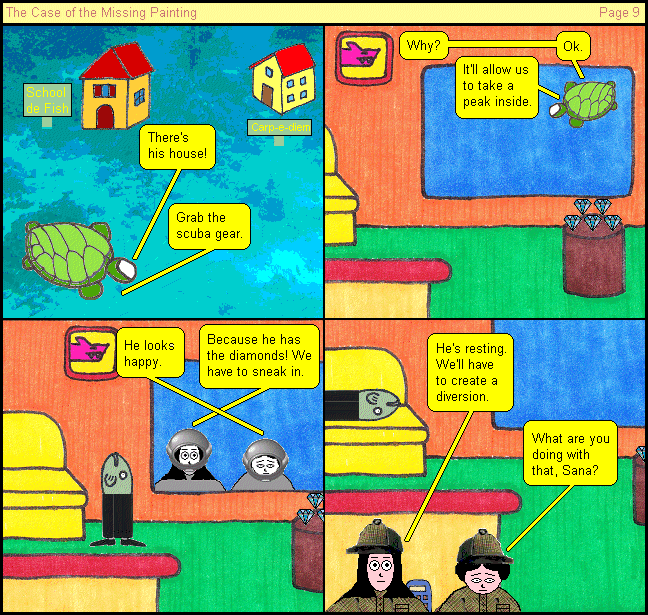 The Case of the Missing Painting
Page 9
School
de Fish
Carp-e-diem
There's
his house!
Grab the
scuba gear.
Why?
Ok.
It'll allow us
to take a
peak inside.
He looks
happy.
Because he has
the diamonds! We
have to sneak in.
He's resting.
We'll have
to create a
diversion.
What are you
doing with
that, Sana?